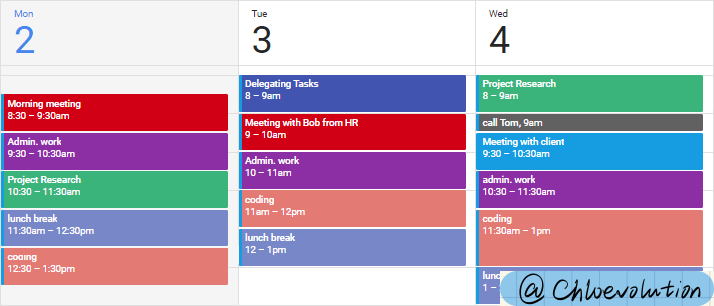 Mon
2
Morning meeting
8:30 – 9:30am
Admin. work
9:30 – 10:30am
Project Research
10:30 – 11:30am
lunch break
11:30am – 12:30pm
coding
12:30 – 1:30pm
Tue
3
Delegating Tasks
8 – 9am
Meeting with Bob from HR
9 – 10am
Admin. work
10 – 11am
coding
11am – 12pm
lunch break
12 – 1pm
Wed
4
Project Research
8 – 9am
call Tom, 9am
Meeting with client
9:30 – 10:30am
admin. work
10:30 – 11:30am
coding
11:30am – 1pm
1 –
@ Chloevolution